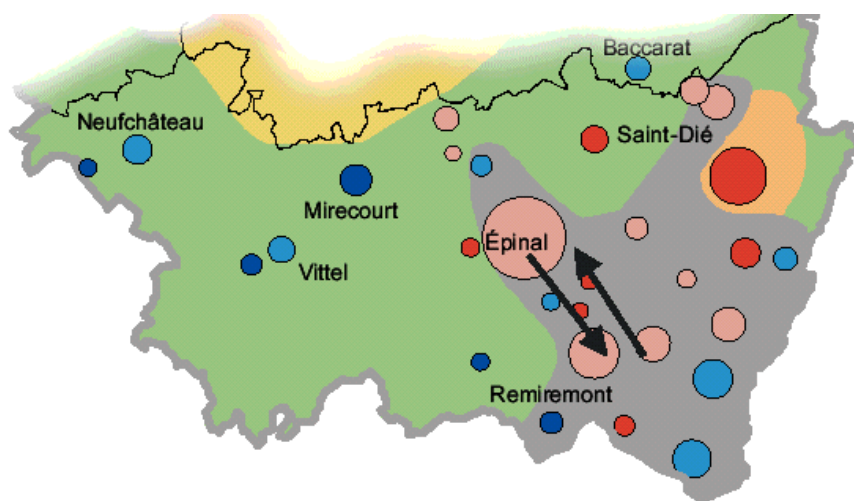 Baccarat
Neufchâteau
Saint-Dié
Mirecourt
Épinal
Vittel
Remiremont